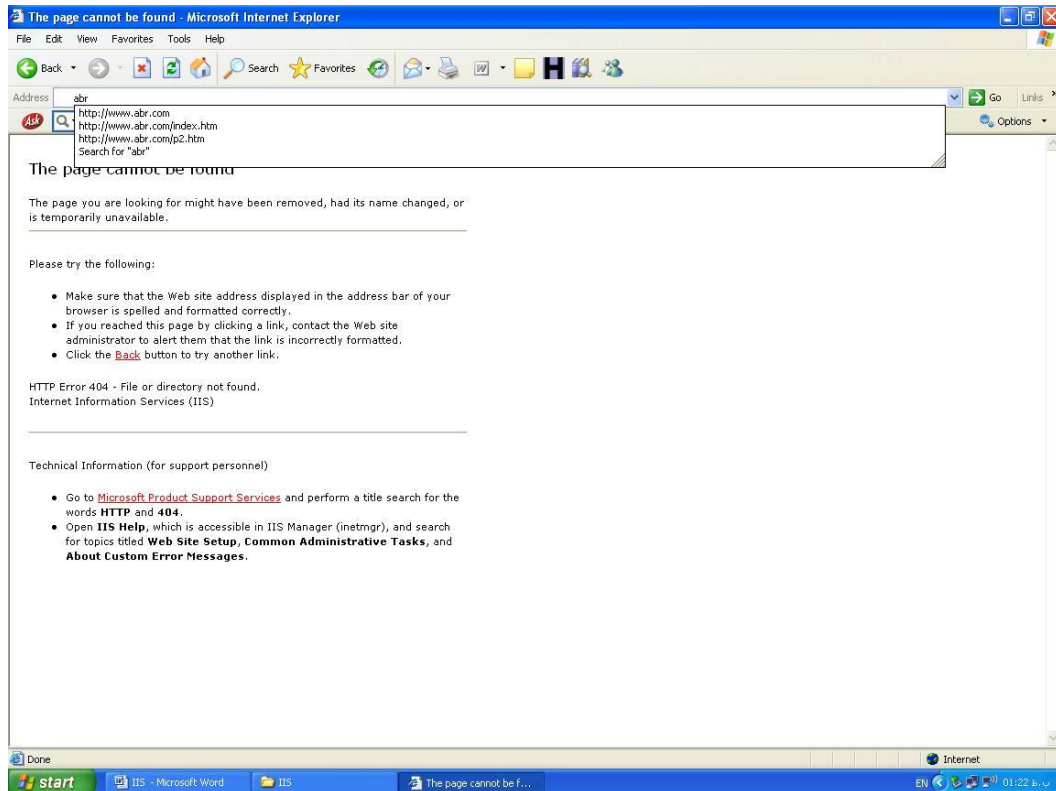 The page cannot be found - Microsoft Internet Explorer
File Edit View Favorites Tools Help
Back Search Favorites
Address abr Go Links
http://www.abr.com
http://www.abr.com/index.htm
http://www.abr.com/p2.htm
Search for "abr"
Ask Options
The page cannot be found
The page you are looking for might have been removed, had its name changed, or
is temporarily unavailable.
Please try the following:
Make sure that the Web site address displayed in the address bar of your
browser is spelled and formatted correctly.
If you reached this page by clicking a link, contact the Web site
administrator to alert them that the link is incorrectly formatted.
Click the Back button to try another link.
HTTP Error 404 - File or directory not found.
Internet Information Services (IIS)
Technical Information (for support personnel)
Go to Microsoft Product Support Services and perform a title search for the
words HTTP and 404.
Open IIS Help, which is accessible in IIS Manager (inetmgr), and search
for topics titled Web Site Setup, Common Administrative Tasks, and
About Custom Error Messages.
Done Internet
start IIS - Microsoft Word IIS The page cannot be f... EN 01:22 ب.ظ